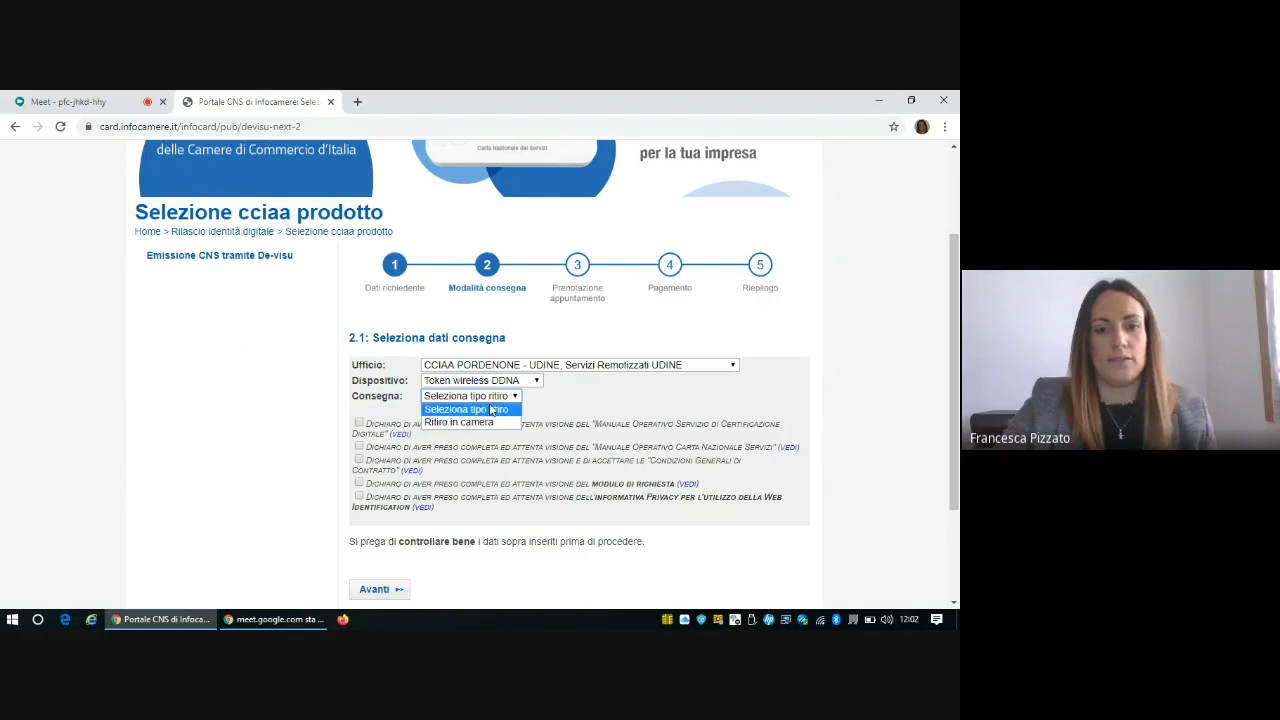 Meet - pfc-jhkd-hhy
Portale CNS di Infocamere: Selez
card.infocamere.it/infocard/pub/devisu-next-2
delle Camere di Commercio d'Italia
Carta Nazionale dei Servizi
per la tua impresa
Selezione cciaa prodotto
Home > Rilascio identità digitale > Selezione cciaa prodotto
Emissione CNS tramite De-visu
1 2 3 4 5
Dati richiedente Modalità consegna Prenotazione appuntamento Pagamento Riepilogo
2.1: Seleziona dati consegna
Ufficio: CCIAA PORDENONE - UDINE, Servizi Remotizzati UDINE
Dispositivo: Token wireless DDNA
Consegna: Seleziona tipo ritiro
Seleziona tipo ritiro
Ritiro in camera
DICHIARO DI AV TENTA VISIONE DEL "MANUALE OPERATIVO SERVIZIO DI CERTIFICAZIONE
DIGITALE" (VEDI)
DICHIARO DI AVER PRESO COMPLETA ED ATTENTA VISIONE DEL "MANUALE OPERATIVO CARTA NAZIONALE SERVIZI" (VEDI)
DICHIARO DI AVER PRESO COMPLETA ED ATTENTA VISIONE E DI ACCETTARE LE "CONDIZIONI GENERALI DI
CONTRATTO" (VEDI)
DICHIARO DI AVER PRESO COMPLETA ED ATTENTA VISIONE DEL MODULO DI RICHIESTA (VEDI)
DICHIARO DI AVER PRESO COMPLETA ED ATTENTA VISIONE DELL'INFORMATIVA PRIVACY PER L'UTILIZZO DELLA WEB
IDENTIFICATION (VEDI)
Si prega di controllare bene i dati sopra inseriti prima di procedere.
Avanti
Portale CNS di Infoca...
meet.google.com sta ...
12:02
Francesca Pizzato